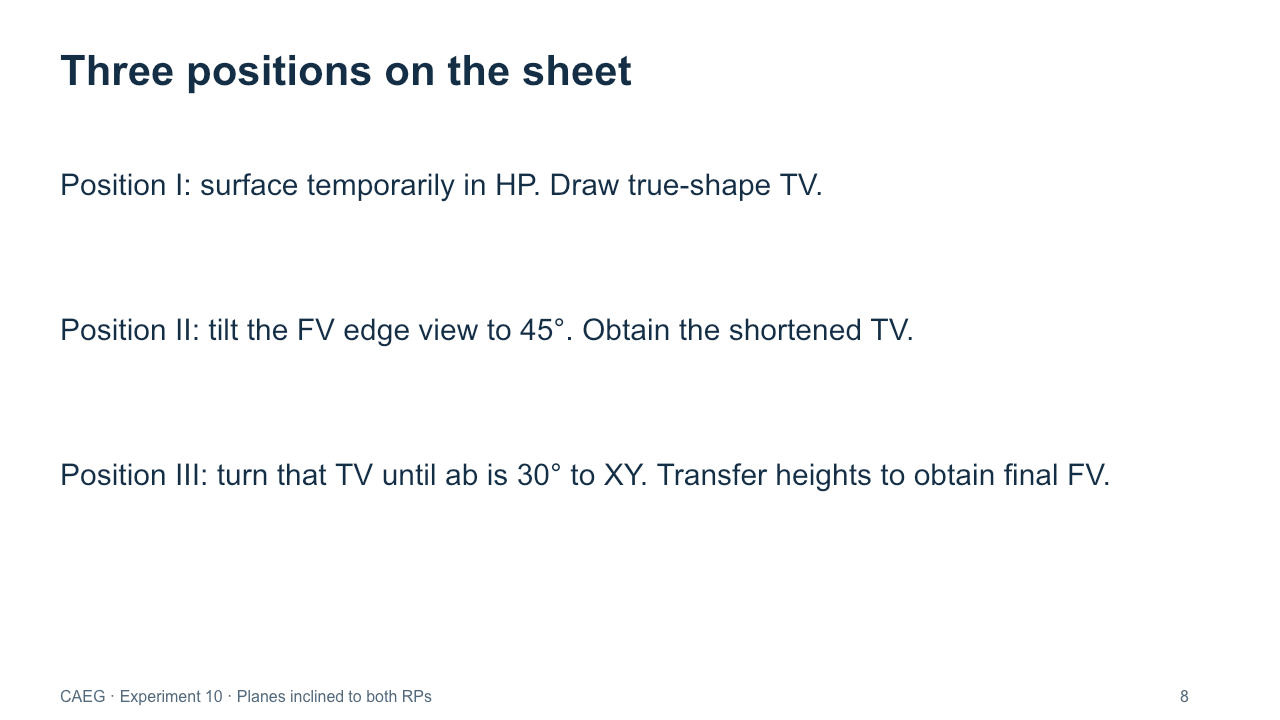 Three positions on the sheet
Position I: surface temporarily in HP. Draw true-shape TV.
Position II: tilt the FV edge view to 45°. Obtain the shortened TV.
Position III: turn that TV until ab is 30° to XY. Transfer heights to obtain final FV.
CAEG · Experiment 10 · Planes inclined to both RPs
8